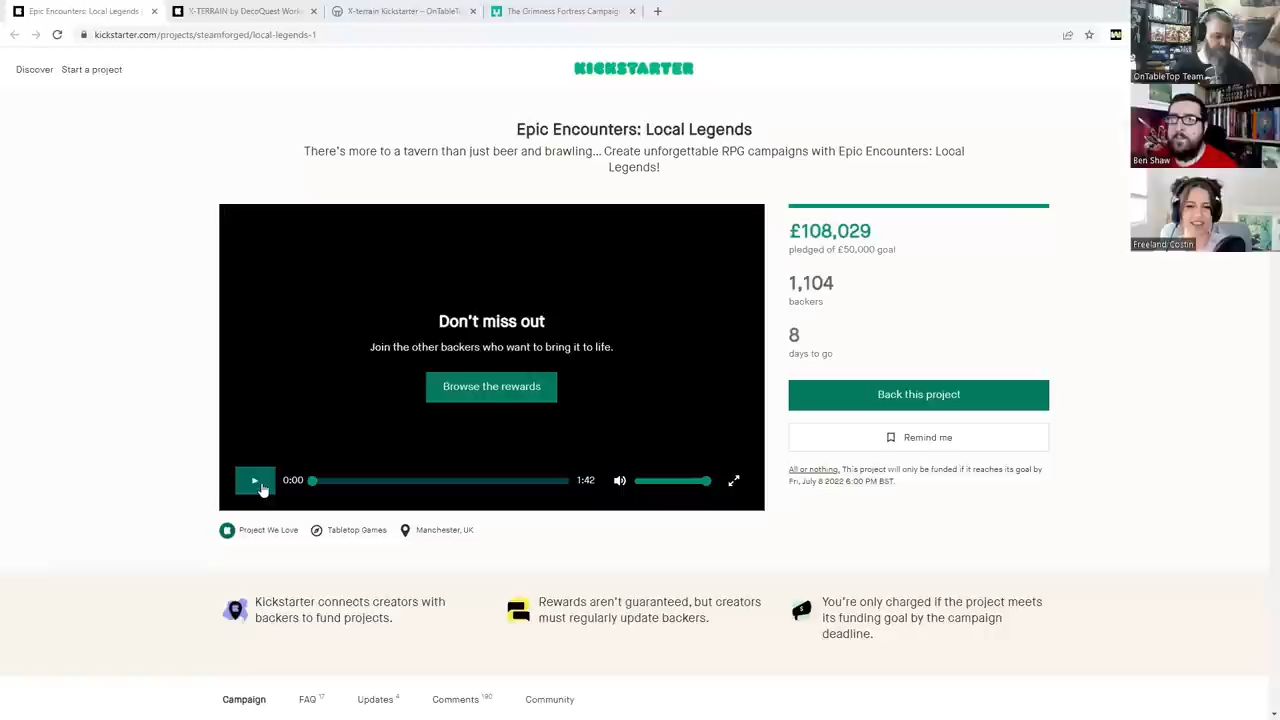 Epic Encounters: Local Legends
X-TERRAIN by DecoQuest Work
X-terrain Kickstarter – OnTableT
The Grimness Fortress Campaig
kickstarter.com/projects/steamforged/local-legends-1
Discover Start a project
KICKSTARTER
OnTableTop Team
Ben Shaw
Freeland Costin
Epic Encounters: Local Legends
There's more to a tavern than just beer and brawling... Create unforgettable RPG campaigns with Epic Encounters: Local
Legends!
Don't miss out
Join the other backers who want to bring it to life.
Browse the rewards
0:00
1:42
£108,029
pledged of £50,000 goal
1,104
backers
8
days to go
Back this project
Remind me
All or nothing. This project will only be funded if it reaches its goal by
Fri, July 8 2022 6:00 PM BST.
Project We Love
Tabletop Games
Manchester, UK
Kickstarter connects creators with
backers to fund projects.
Rewards aren't guaranteed, but creators
must regularly update backers.
You're only charged if the project meets
its funding goal by the campaign
deadline.
Campaign
FAQ 17
Updates 4
Comments 190
Community